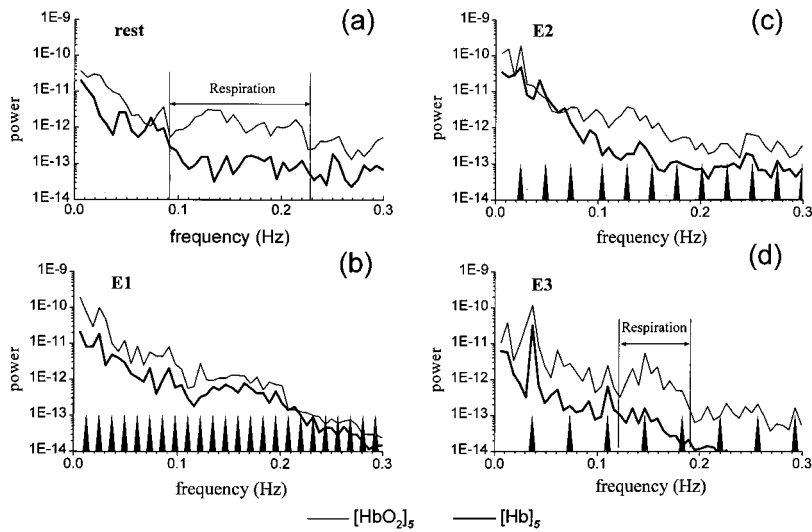 (a)
rest
Respiration
power
1E-9
1E-10
1E-11
1E-12
1E-13
1E-14
0.0 0.1 0.2 0.3
frequency (Hz)
(c)
E2
power
1E-9
1E-10
1E-11
1E-12
1E-13
1E-14
0.0 0.1 0.2 0.3
frequency (Hz)
(b)
E1
power
1E-9
1E-10
1E-11
1E-12
1E-13
1E-14
0.0 0.1 0.2 0.3
frequency (Hz)
(d)
E3
Respiration
power
1E-9
1E-10
1E-11
1E-12
1E-13
1E-14
0.0 0.1 0.2 0.3
frequency (Hz)
[HbO₂]₅ [Hb]₅